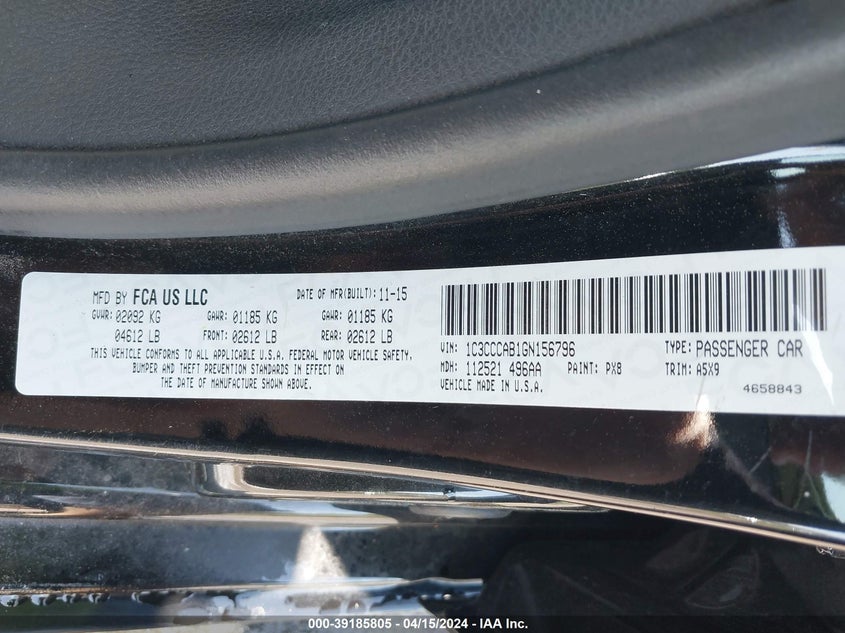 MFD BY FCA US LLC DATE OF MFR(BUILT): 11-15
GVWR: 02092 KG GAWR: 01185 KG GAWR: 01185 KG
04612 LB FRONT: 02612 LB REAR: 02612 LB
THIS VEHICLE CONFORMS TO ALL APPLICABLE U.S.A. FEDERAL MOTOR VEHICLE SAFETY,
BUMPER AND THEFT PREVENTION STANDARDS IN EFFECT ON
THE DATE OF MANUFACTURE SHOWN ABOVE.
VIN: 1C3CCCAB1GN156796 TYPE: PASSENGER CAR
MDH: 112521 496AA PAINT: PX8 TRIM: A5X9
VEHICLE MADE IN U.S.A. 4658843
000-39185805 - 04/15/2024 - IAA Inc.